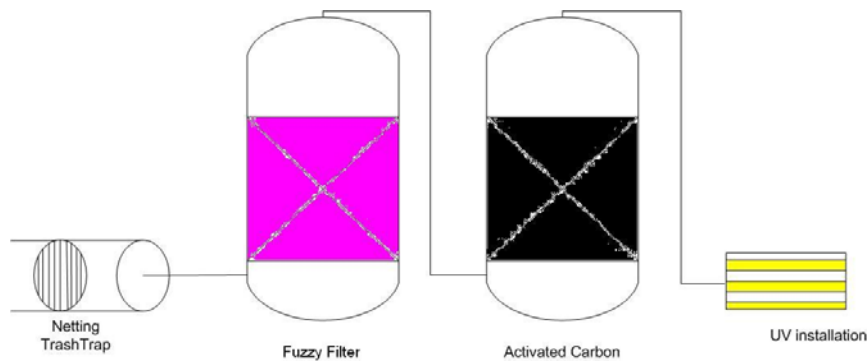 Netting
TrashTrap
Fuzzy Filter
Activated Carbon
UV installation